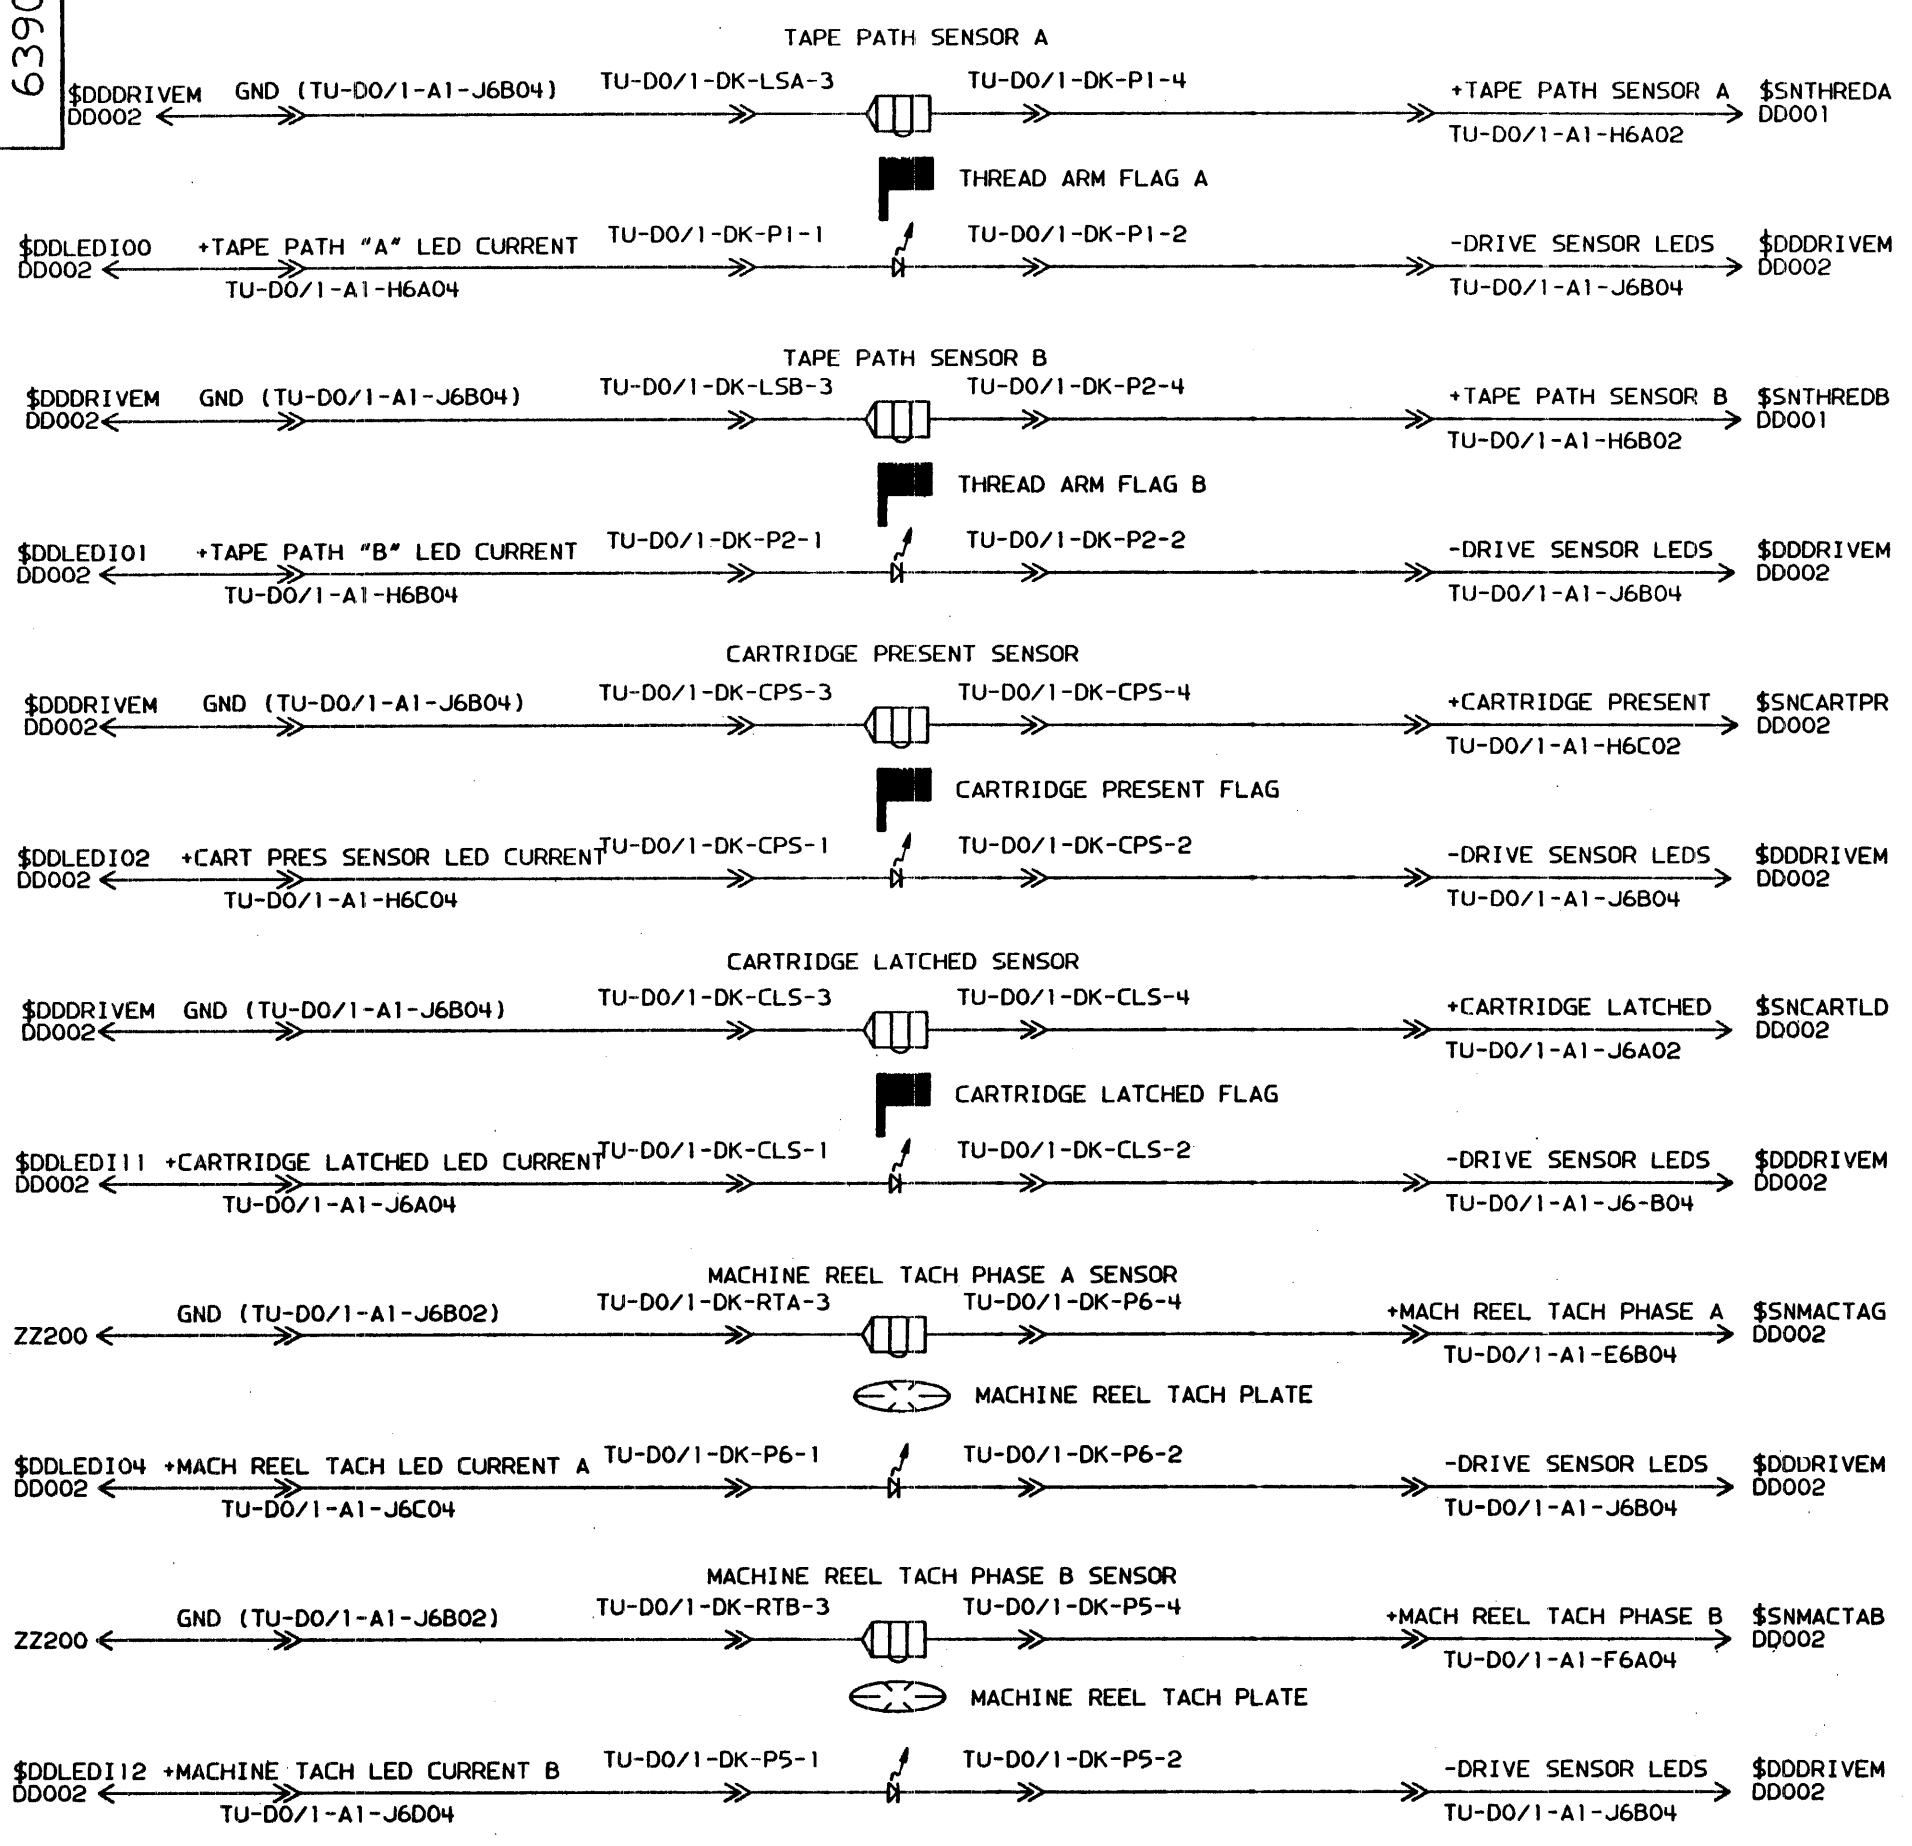 6390
TAPE PATH SENSOR A
$DDDRIVEM GND (TU-D0/1-A1-J6B04) TU-D0/1-DK-LSA-3 TU-D0/1-DK-P1-4 +TAPE PATH SENSOR A $SNTHREDA
DD002 TU-D0/1-A1-H6A02 DD001
THREAD ARM FLAG A
$DDLEDI00 +TAPE PATH "A" LED CURRENT TU-D0/1-DK-P1-1 TU-D0/1-DK-P1-2 -DRIVE SENSOR LEDS $DDDRIVEM
DD002 TU-D0/1-A1-H6A04 TU-D0/1-A1-J6B04 DD002
TAPE PATH SENSOR B
$DDDRIVEM GND (TU-D0/1-A1-J6B04) TU-D0/1-DK-LSB-3 TU-D0/1-DK-P2-4 +TAPE PATH SENSOR B $SNTHREDB
DD002 TU-D0/1-A1-H6B02 DD001
THREAD ARM FLAG B
$DDLEDI01 +TAPE PATH "B" LED CURRENT TU-D0/1-DK-P2-1 TU-D0/1-DK-P2-2 -DRIVE SENSOR LEDS $DDDRIVEM
DD002 TU-D0/1-A1-H6B04 TU-D0/1-A1-J6B04 DD002
CARTRIDGE PRESENT SENSOR
$DDDRIVEM GND (TU-D0/1-A1-J6B04) TU-D0/1-DK-CPS-3 TU-D0/1-DK-CPS-4 +CARTRIDGE PRESENT $SNCARTPR
DD002 TU-D0/1-A1-H6C02 DD002
CARTRIDGE PRESENT FLAG
$DDLEDI02 +CART PRES SENSOR LED CURRENT TU-D0/1-DK-CPS-1 TU-D0/1-DK-CPS-2 -DRIVE SENSOR LEDS $DDDRIVEM
DD002 TU-D0/1-A1-H6C04 TU-D0/1-A1-J6B04 DD002
CARTRIDGE LATCHED SENSOR
$DDDRIVEM GND (TU-D0/1-A1-J6B04) TU-D0/1-DK-CLS-3 TU-D0/1-DK-CLS-4 +CARTRIDGE LATCHED $SNCARTLD
DD002 TU-D0/1-A1-J6A02 DD002
CARTRIDGE LATCHED FLAG
$DDLEDI11 +CARTRIDGE LATCHED LED CURRENT TU-D0/1-DK-CLS-1 TU-D0/1-DK-CLS-2 -DRIVE SENSOR LEDS $DDDRIVEM
DD002 TU-D0/1-A1-J6A04 TU-D0/1-A1-J6-B04 DD002
MACHINE REEL TACH PHASE A SENSOR
GND (TU-D0/1-A1-J6B02) TU-D0/1-DK-RTA-3 TU-D0/1-DK-P6-4 +MACH REEL TACH PHASE A $SNMACTAG
ZZ200 TU-D0/1-A1-E6B04 DD002
MACHINE REEL TACH PLATE
$DDLEDI04 +MACH REEL TACH LED CURRENT A TU-D0/1-DK-P6-1 TU-D0/1-DK-P6-2 -DRIVE SENSOR LEDS $DDDRIVEM
DD002 TU-D0/1-A1-J6C04 TU-D0/1-A1-J6B04 DD002
MACHINE REEL TACH PHASE B SENSOR
GND (TU-D0/1-A1-J6B02) TU-D0/1-DK-RTB-3 TU-D0/1-DK-P5-4 +MACH REEL TACH PHASE B $SNMACTAB
ZZ200 TU-D0/1-A1-F6A04 DD002
MACHINE REEL TACH PLATE
$DDLEDI12 +MACHINE TACH LED CURRENT B TU-D0/1-DK-P5-1 TU-D0/1-DK-P5-2 -DRIVE SENSOR LEDS $DDDRIVEM
DD002 TU-D0/1-A1-J6D04 TU-D0/1-A1-J6B04 DD002